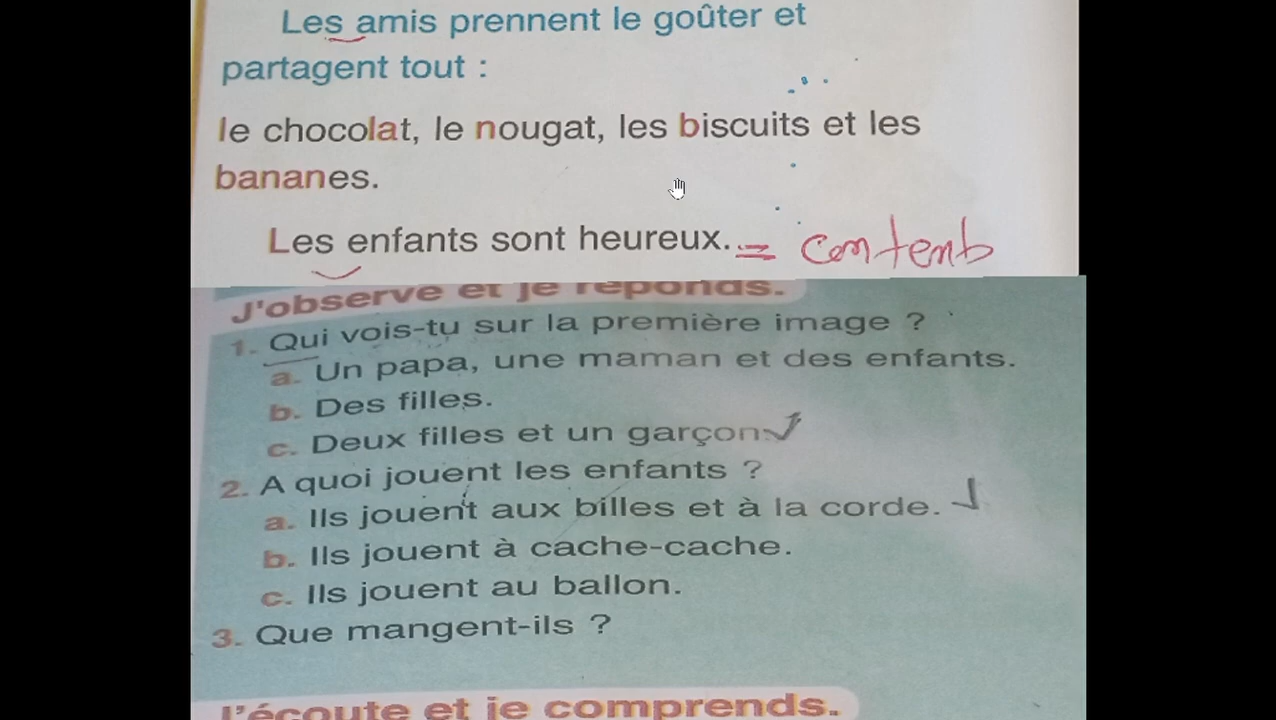 Les amis prennent le goûter et
partagent tout :
le chocolat, le nougat, les biscuits et les
bananes.
Les enfants sont heureux. = contents
J'observe et je réponds.
1. Qui vois-tu sur la première image ?
a. Un papa, une maman et des enfants.
b. Des filles.
c. Deux filles et un garçon.
2. A quoi jouent les enfants ?
a. Ils jouent aux billes et à la corde.
b. Ils jouent à cache-cache.
c. Ils jouent au ballon.
3. Que mangent-ils ?
J'écoute et je comprends.